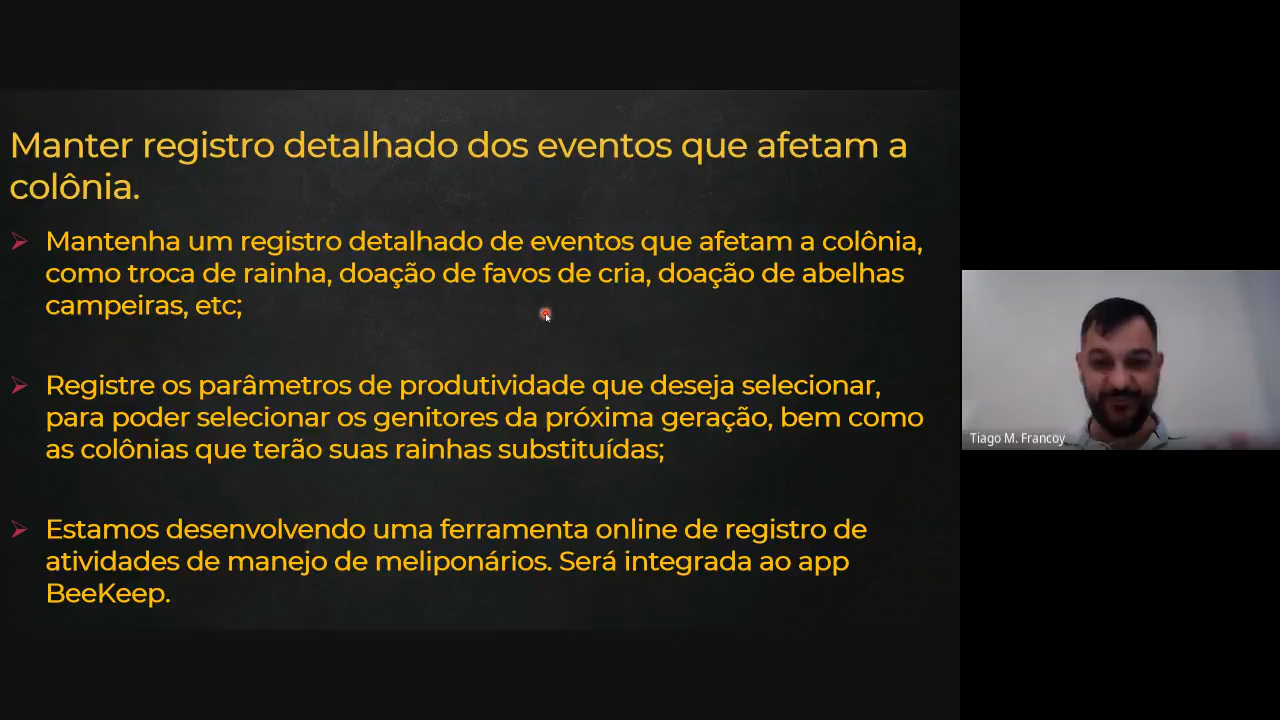 Manter registro detalhado dos eventos que afetam a
colônia.
Mantenha um registro detalhado de eventos que afetam a colônia,
como troca de rainha, doação de favos de cria, doação de abelhas
campeiras, etc;
Registre os parâmetros de produtividade que deseja selecionar,
para poder selecionar os genitores da próxima geração, bem como
as colônias que terão suas rainhas substituídas;
Estamos desenvolvendo uma ferramenta online de registro de
atividades de manejo de meliponários. Será integrada ao app
BeeKeep.
Tiago M. Francoy